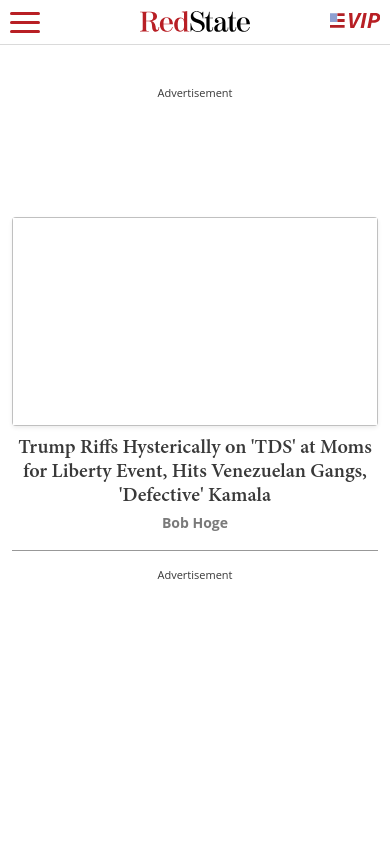 RedState
VIP
Advertisement
Trump Riffs Hysterically on 'TDS' at Moms
for Liberty Event, Hits Venezuelan Gangs,
'Defective' Kamala
Bob Hoge
Advertisement